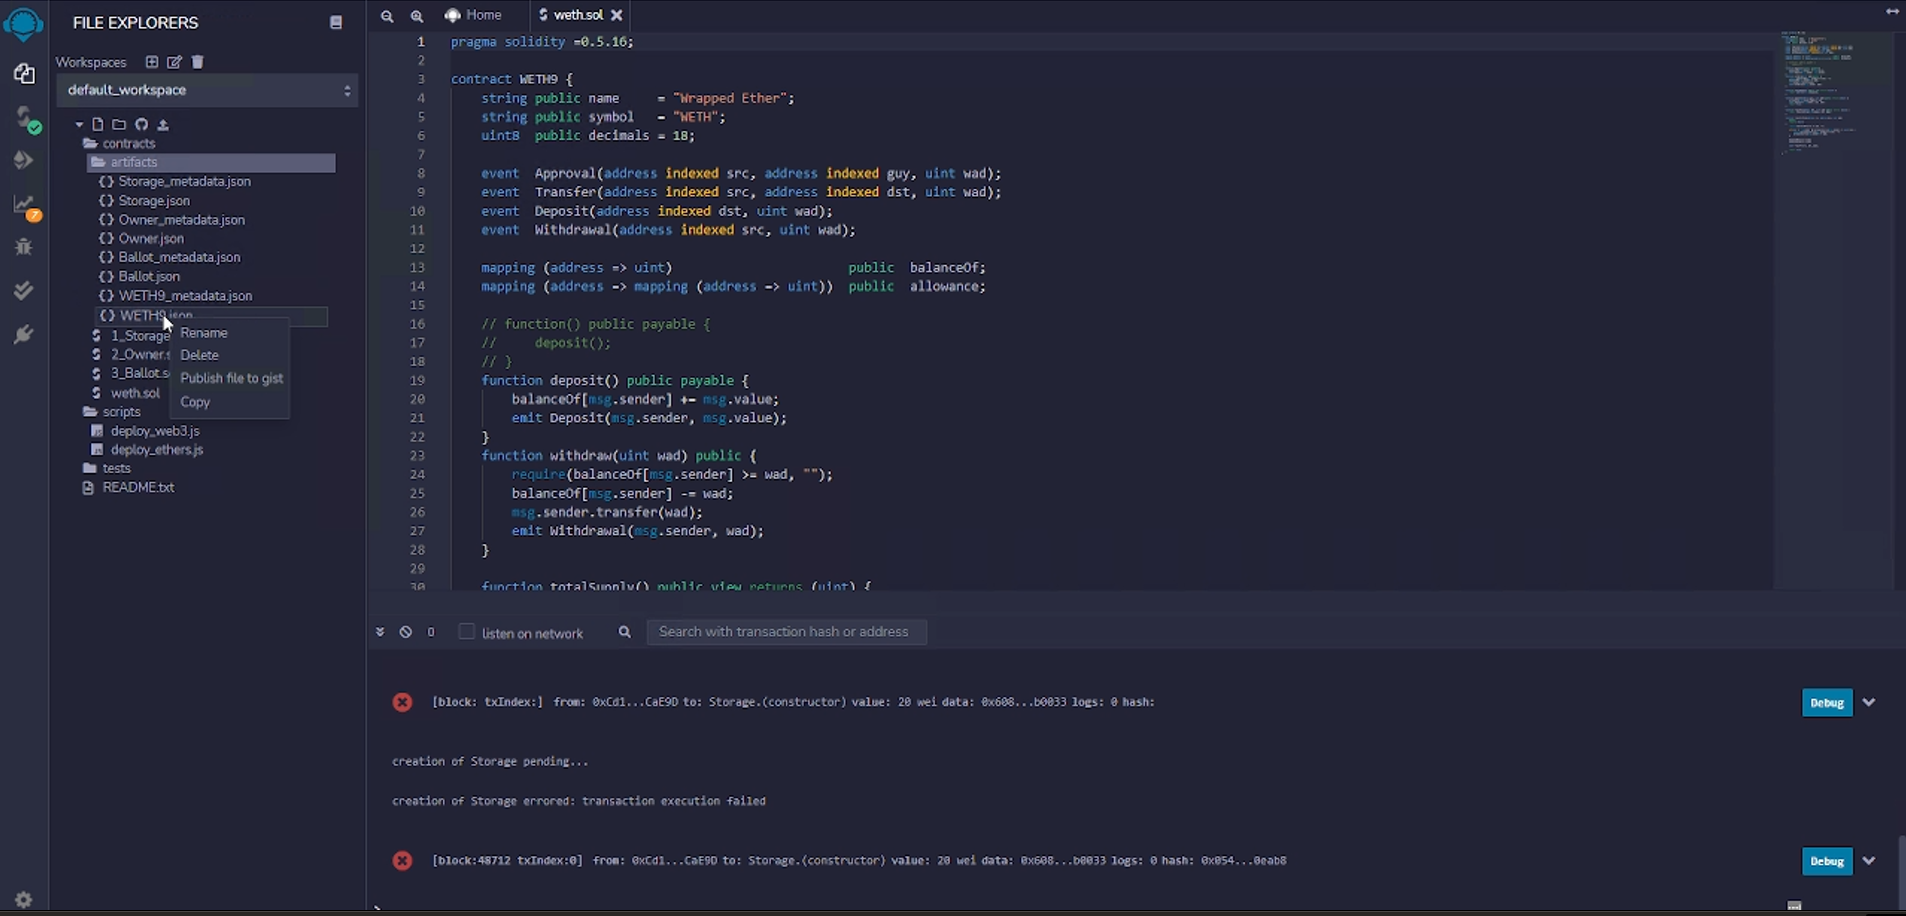 FILE EXPLORERS
Workspaces
default_workspace
contracts
artifacts
Storage_metadata.json
Storage.json
Owner_metadata.json
Owner.json
Ballot_metadata.json
Ballot.json
WETH9_metadata.json
WETH9.json
1_Storage
2_Owner.s
3_Ballot.so
weth.sol
scripts
deploy_web3.js
deploy_ethers.js
tests
README.txt
7
Rename
Delete
Publish file to gist
Copy
Home
weth.sol
1 pragma solidity =0.5.16;
2
3 contract WETH9 {
4 string public name     = "Wrapped Ether";
5 string public symbol   = "WETH";
6 uint8  public decimals = 18;
7
8 event  Approval(address indexed src, address indexed guy, uint wad);
9 event  Transfer(address indexed src, address indexed dst, uint wad);
10 event  Deposit(address indexed dst, uint wad);
11 event  Withdrawal(address indexed src, uint wad);
12
13 mapping (address => uint)                       public  balanceOf;
14 mapping (address => mapping (address => uint))  public  allowance;
15
16 // function() public payable {
17 //     deposit();
18 // }
19 function deposit() public payable {
20 balanceOf[msg.sender] += msg.value;
21 emit Deposit(msg.sender, msg.value);
22 }
23 function withdraw(uint wad) public {
24 require(balanceOf[msg.sender] >= wad, "");
25 balanceOf[msg.sender] -= wad;
26 msg.sender.transfer(wad);
27 emit Withdrawal(msg.sender, wad);
28 }
29
30 function totalSupply() public view returns (uint) {
0 listen on network Search with transaction hash or address
[block: txIndex:] from: 0xCd1...CaE9D to: Storage.(constructor) value: 20 wei data: 0x608...b0033 logs: 0 hash: Debug
creation of Storage pending...
creation of Storage errored: transaction execution failed
[block:48712 txIndex:0] from: 0xCd1...CaE9D to: Storage.(constructor) value: 20 wei data: 0x608...b0033 logs: 0 hash: 0x054...0eab8 Debug
>